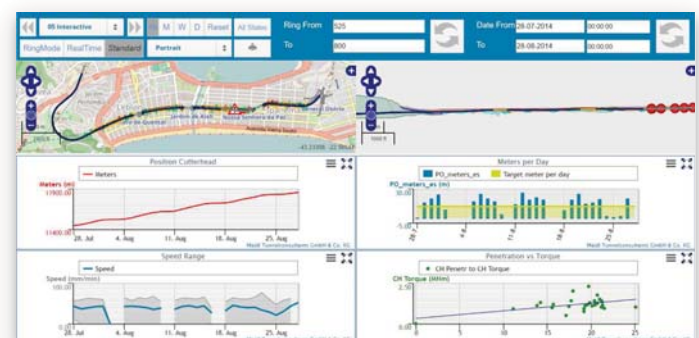 05 Interactive M W D Reset All States Ring From 525 Date From 28-07-2014 00:00:00
RingMode RealTime Standard Portrait To 800 To 28-08-2014 00:00:00
Jardim de Alah
Nossa Senhora da Paz
General Osório
Position Cutterhead
Meters
Meters (m)
11900.00
11400.00
28. Jul 4. Aug 11. Aug 18. Aug 25. Aug
Maidl Tunnelconsultants GmbH & Co. KG.
Meters per Day
PO_meters_es Target meter per day
PO_meters_es (m)
30.00
-5.00
Maidl Tunnelconsultants GmbH & Co. KG.
Speed Range
Speed
Speed (mm/min)
100.00
0.00
28. Jul 4. Aug 11. Aug 18. Aug 25. Aug
Penetration vs Torque
CH Penetr to CH Torque
CH Torque (MNm)
2.50
0.00
0 5 10 15 20 25